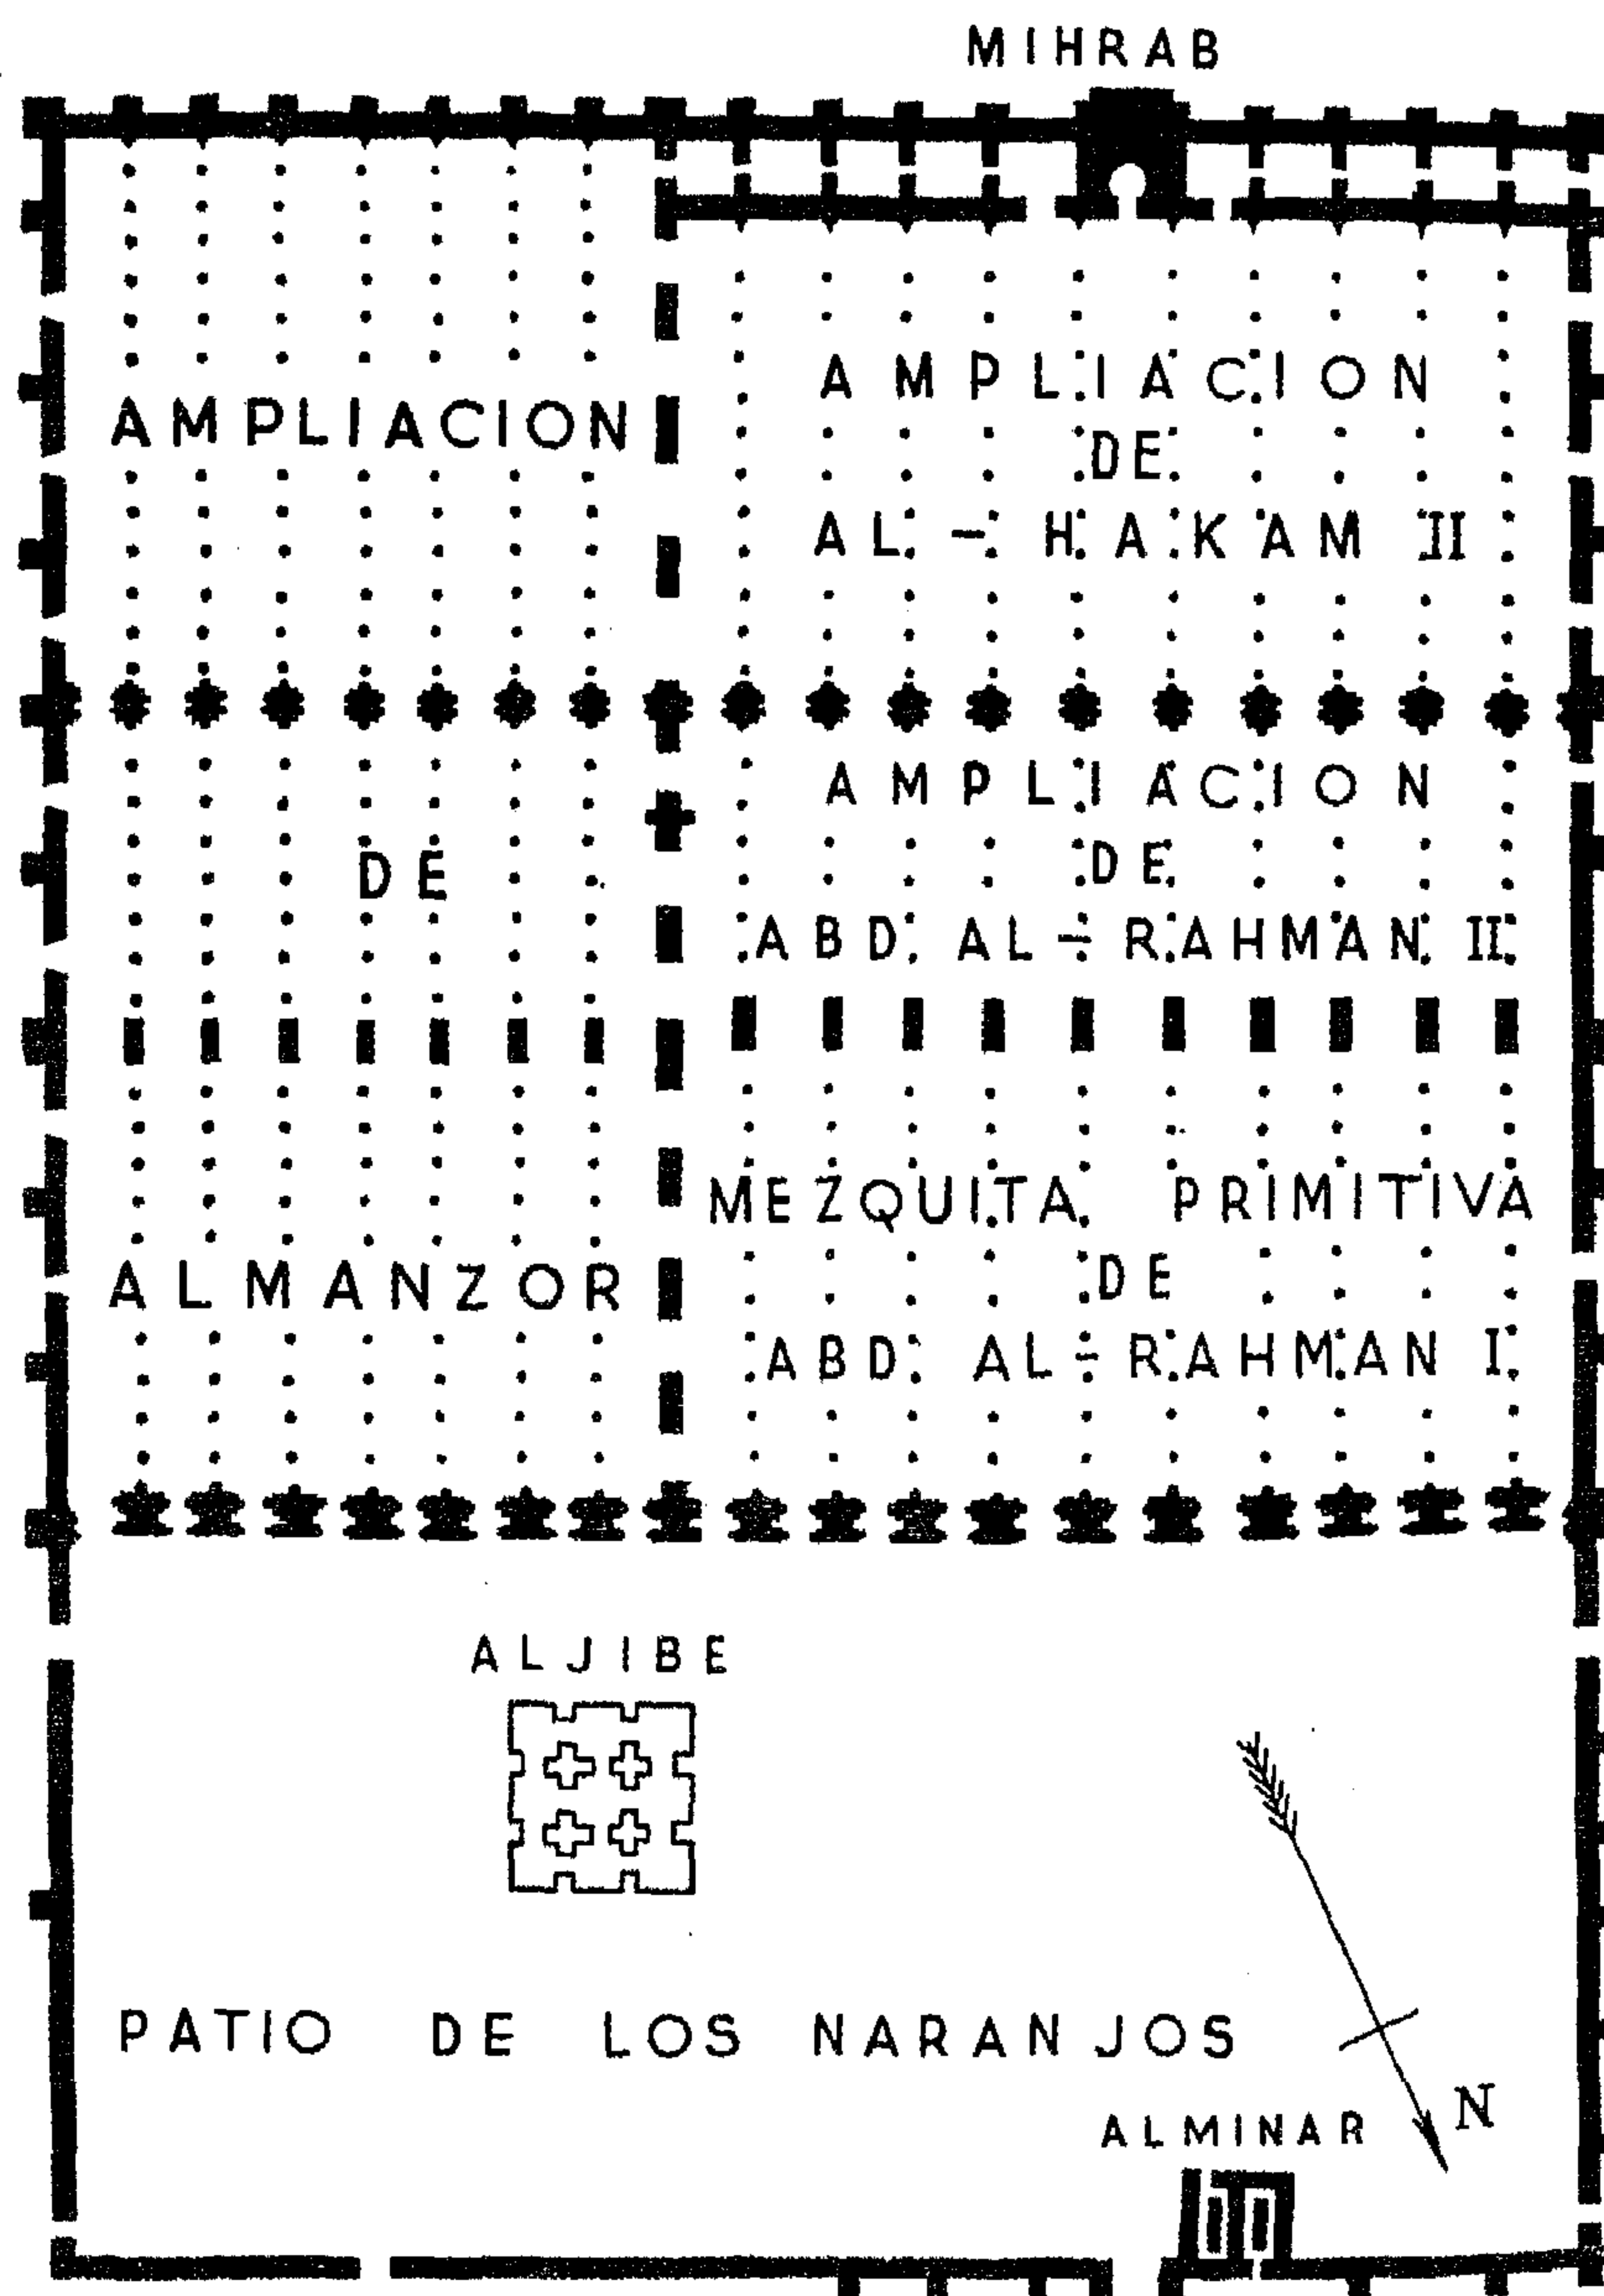 MIHRAB
AMPLIACION
DE
ALMANZOR
AMPLIACION
DE
AL-HAKAM II
AMPLIACION
DE
ABD AL-RAHMAN II
MEZQUITA PRIMITIVA
DE
ABD AL-RAHMAN I
ALJIBE
PATIO DE LOS NARANJOS
ALMINAR
N